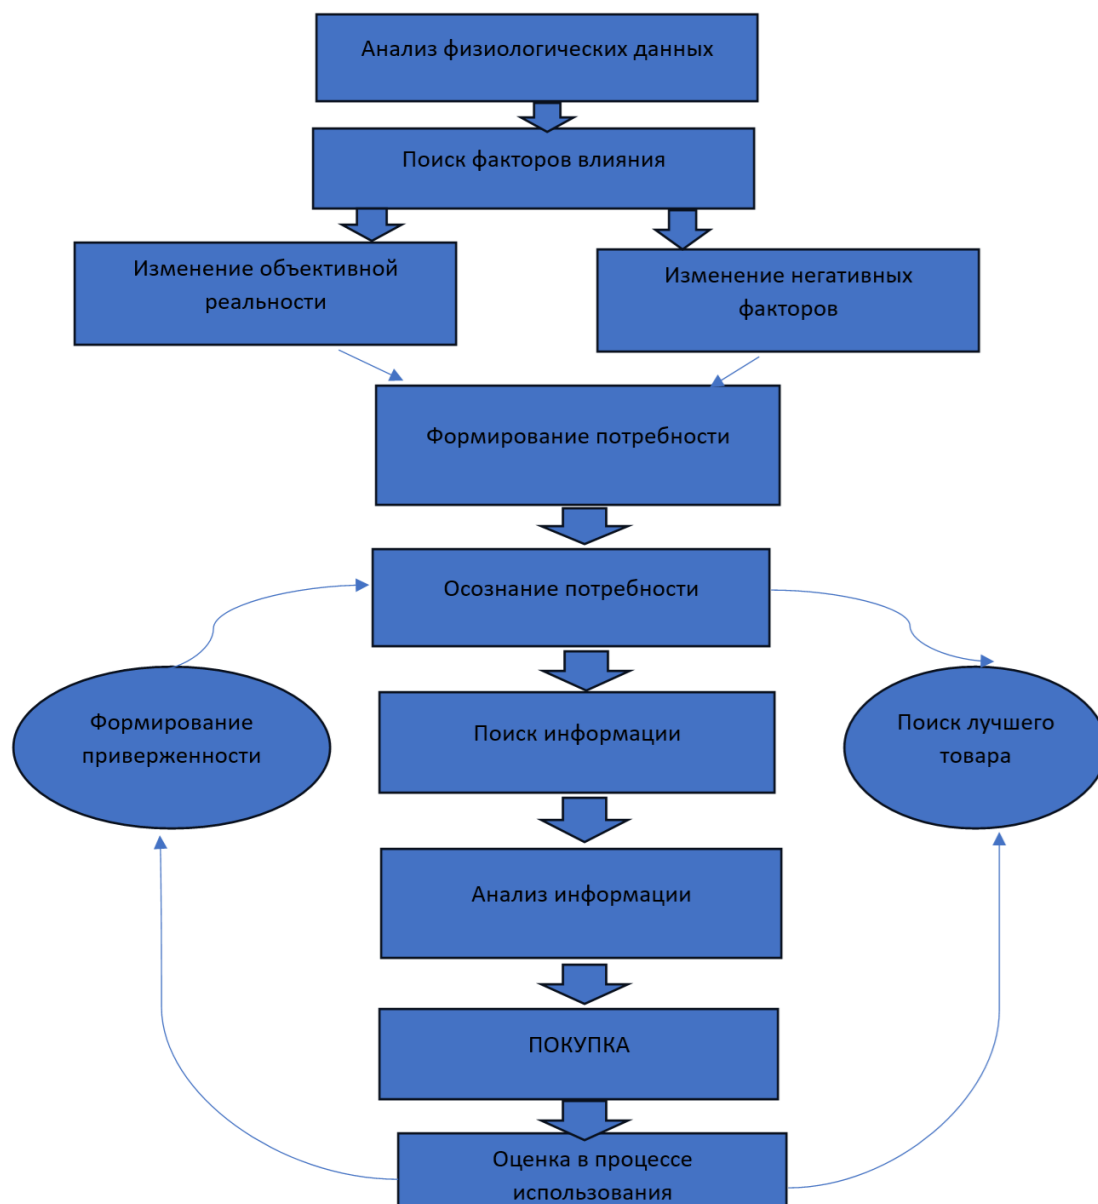 Анализ физиологических данных
Поиск факторов влияния
Изменение объективной
реальности
Изменение негативных
факторов
Формирование потребности
Осознание потребности
Формирование
приверженности
Поиск информации
Поиск лучшего
товара
Анализ информации
ПОКУПКА
Оценка в процессе
использования